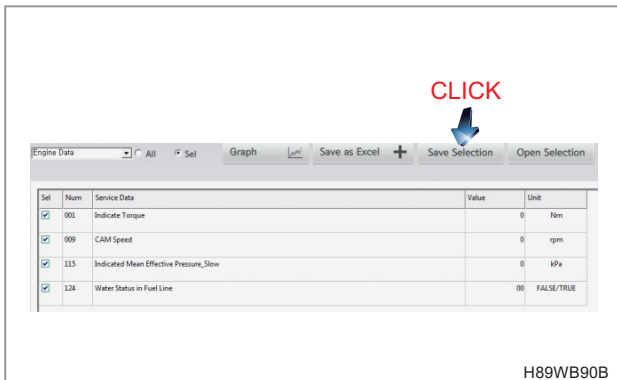 CLICK
Engine Data All Sel Graph Save as Excel Save Selection Open Selection
Sel Num Service Data Value Unit
001 Indicate Torque 0 Nm
009 CAM Speed 0 rpm
115 Indicated Mean Effective Pressure_Slow 0 kPa
124 Water Status in Fuel Line 00 FALSE/TRUE
H89WB90B